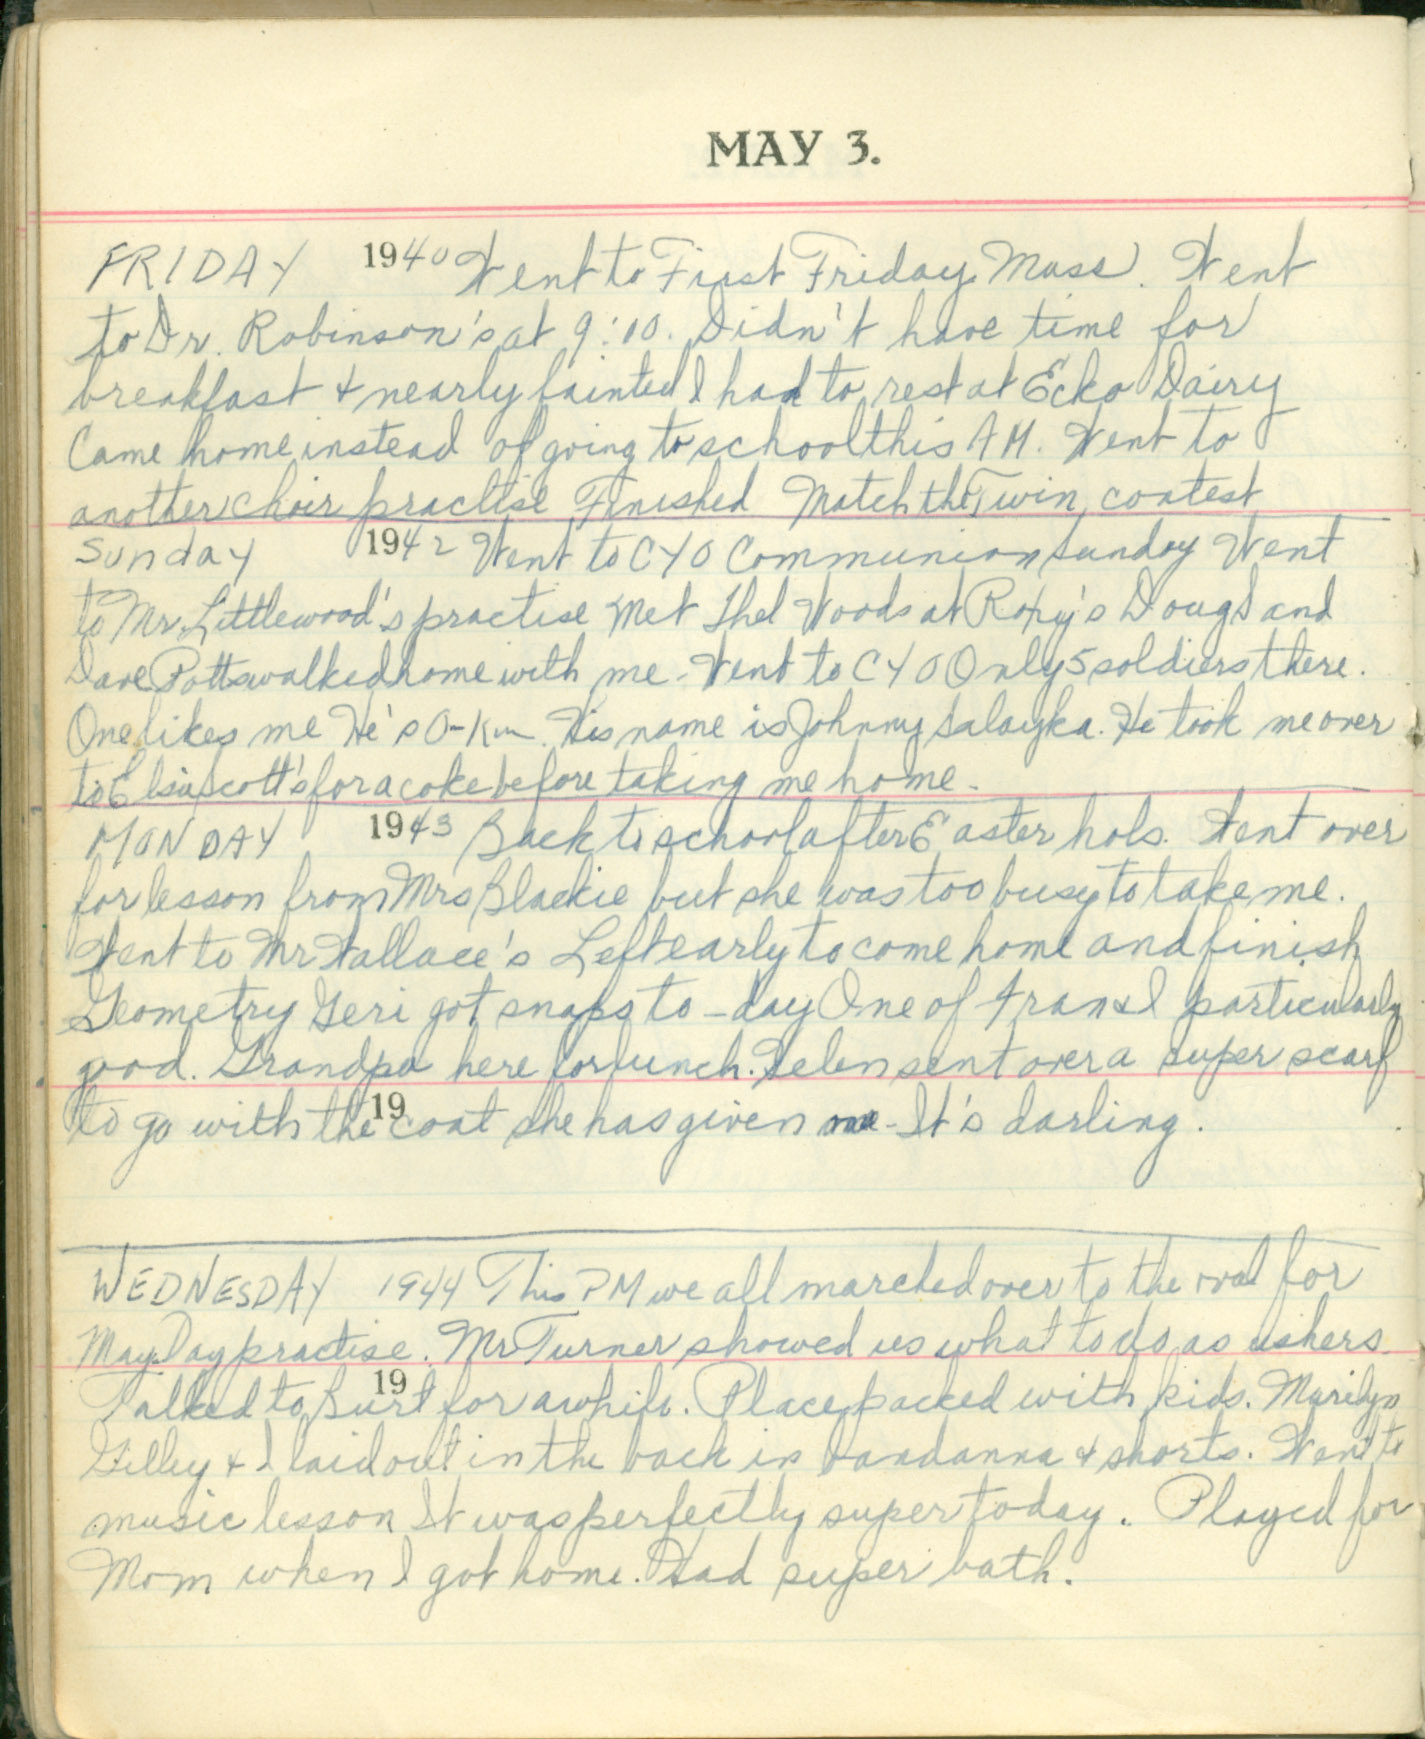 MAY 3.
FRIDAY 1940 Went to First Friday Mass. Went
to Dr. Robinson's at 9:10. Didn't have time for
breakfast & nearly fainted I had to rest at Echo Dairy
Came home instead of going to school this AM. Went to
another choir practise Finished Match the Twin contest
Sunday 1942 Went to CYO Communion Sunday Went
to Mr. Littlewood's practise Met Thel Woods at Roxy's Doug S and
Dave Potts walked home with me - Went to CYO Only 5 soldiers there.
One likes me He's O-K. His name is Johnny Salayka. He took me over
to Elsie Scott's for a coke before taking me home -
MONDAY 1943 Back to school after Easter hols. Went over
for lesson from Mrs Blackie but she was too busy to take me.
Went to Mr Wallace's Left early to come home and finish
Geometry Geri got snaps to-day One of Fran & I particularly
good. Grandpa here for lunch. Helen sent over a super scarf
to go with the 19 coat she has given me - It's darling.
WEDNESDAY 1944 This PM we all marched over to the oval for
May Day practise. Mr Turner showed us what to do as ushers.
19
Talked to Burt for awhile. Place packed with kids. Marilyn
Gilley & I laid out in the back in bandanna & shorts. Went to
music lesson It was perfectly super today. Played for
Mom when I got home. Had super bath.